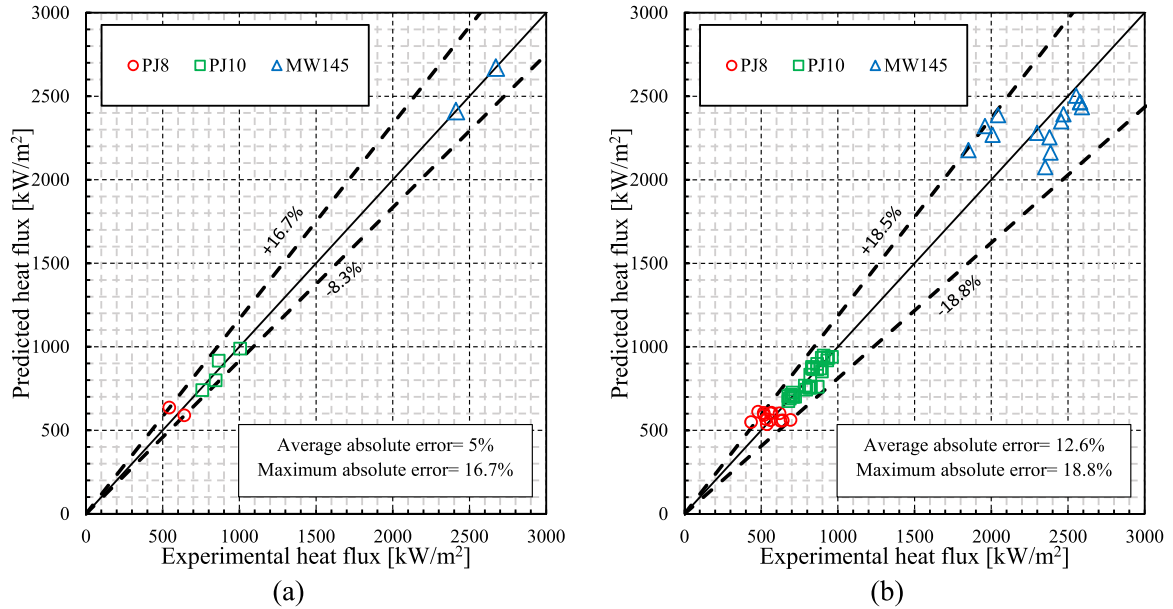 3000
2500
2000
1500
1000
500
0
Predicted heat flux [kW/m²]
PJ8 PJ10 MW145
+16.7%
-8.3%
Average absolute error= 5%
Maximum absolute error= 16.7%
0 500 1000 1500 2000 2500 3000
Experimental heat flux [kW/m²]
(a)
3000
2500
2000
1500
1000
500
0
Predicted heat flux [kW/m²]
PJ8 PJ10 MW145
+18.5%
-18.8%
Average absolute error= 12.6%
Maximum absolute error= 18.8%
0 500 1000 1500 2000 2500 3000
Experimental heat flux [kW/m²]
(b)